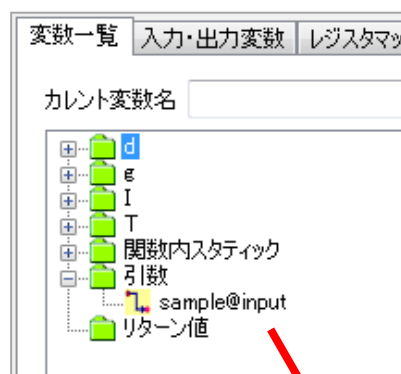 変数一覧 入力・出力変数 レジスタマッ
カレント変数名
d
g
I
T
関数内スタティック
引数
sample@input
リターン値